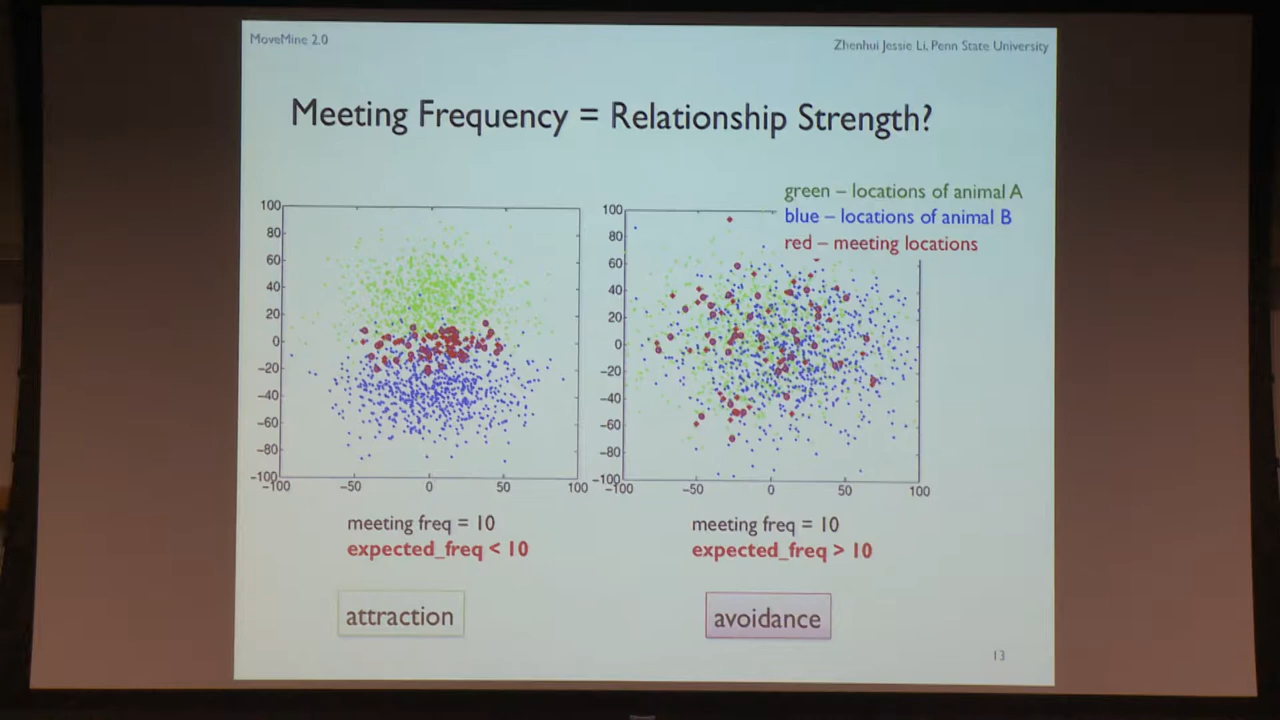 MoveMine 2.0
Zhenhui Jessie Li, Penn State University
Meeting Frequency = Relationship Strength?
green – locations of animal A
blue – locations of animal B
red – meeting locations
100
80
60
40
20
0
−20
−40
−60
−80
−100
−100
−50
0
50
100
100
80
60
40
20
0
−20
−40
−60
−80
−100
−100
−50
0
50
100
meeting freq = 10
expected_freq < 10
meeting freq = 10
expected_freq > 10
attraction
avoidance
13